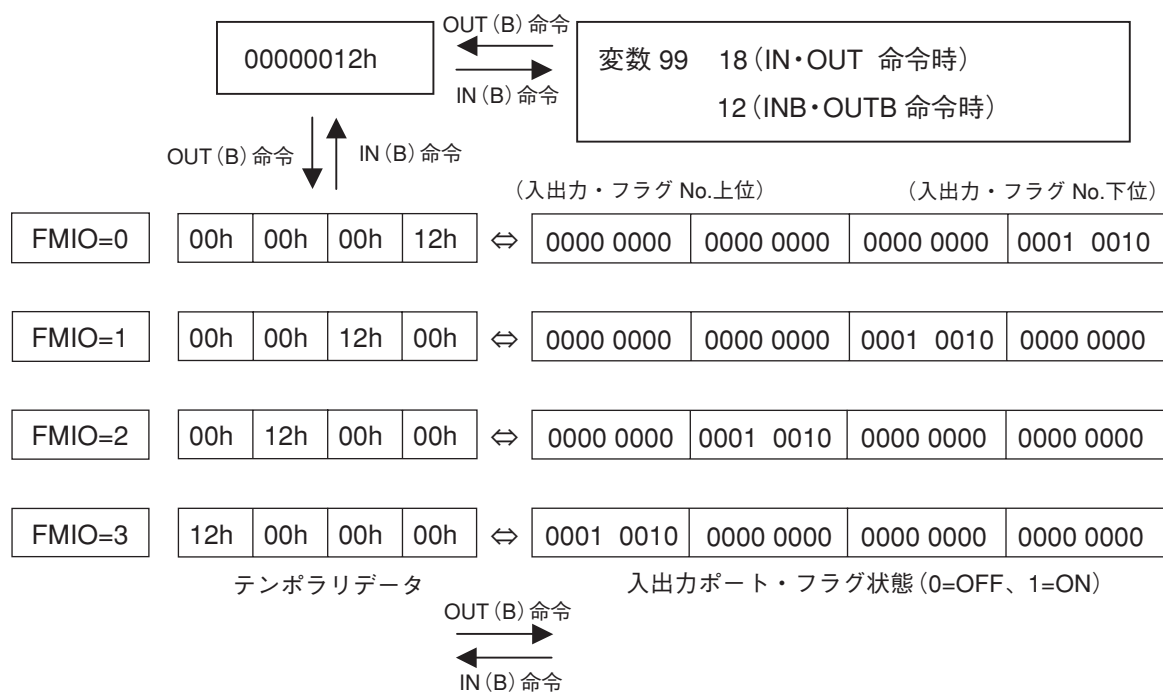 OUT（B）命令
00000012h
変数 99 18（IN・OUT 命令時）
12（INB・OUTB 命令時）
IN（B）命令
OUT（B）命令 IN（B）命令
（入出力・フラグ No.上位） （入出力・フラグ No.下位）
FMIO=0 00h 00h 00h 12h ⇔ 0000 0000 0000 0000 0000 0000 0001 0010
FMIO=1 00h 00h 12h 00h ⇔ 0000 0000 0000 0000 0001 0010 0000 0000
FMIO=2 00h 12h 00h 00h ⇔ 0000 0000 0001 0010 0000 0000 0000 0000
FMIO=3 12h 00h 00h 00h ⇔ 0001 0010 0000 0000 0000 0000 0000 0000
テンポラリデータ 入出力ポート・フラグ状態（0=OFF、1=ON）
OUT（B）命令
IN（B）命令